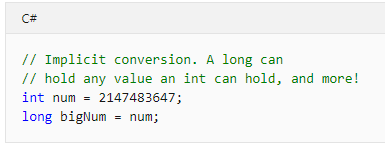 C#
// Implicit conversion. A long can
// hold any value an int can hold, and more!
int num = 2147483647;
long bigNum = num;